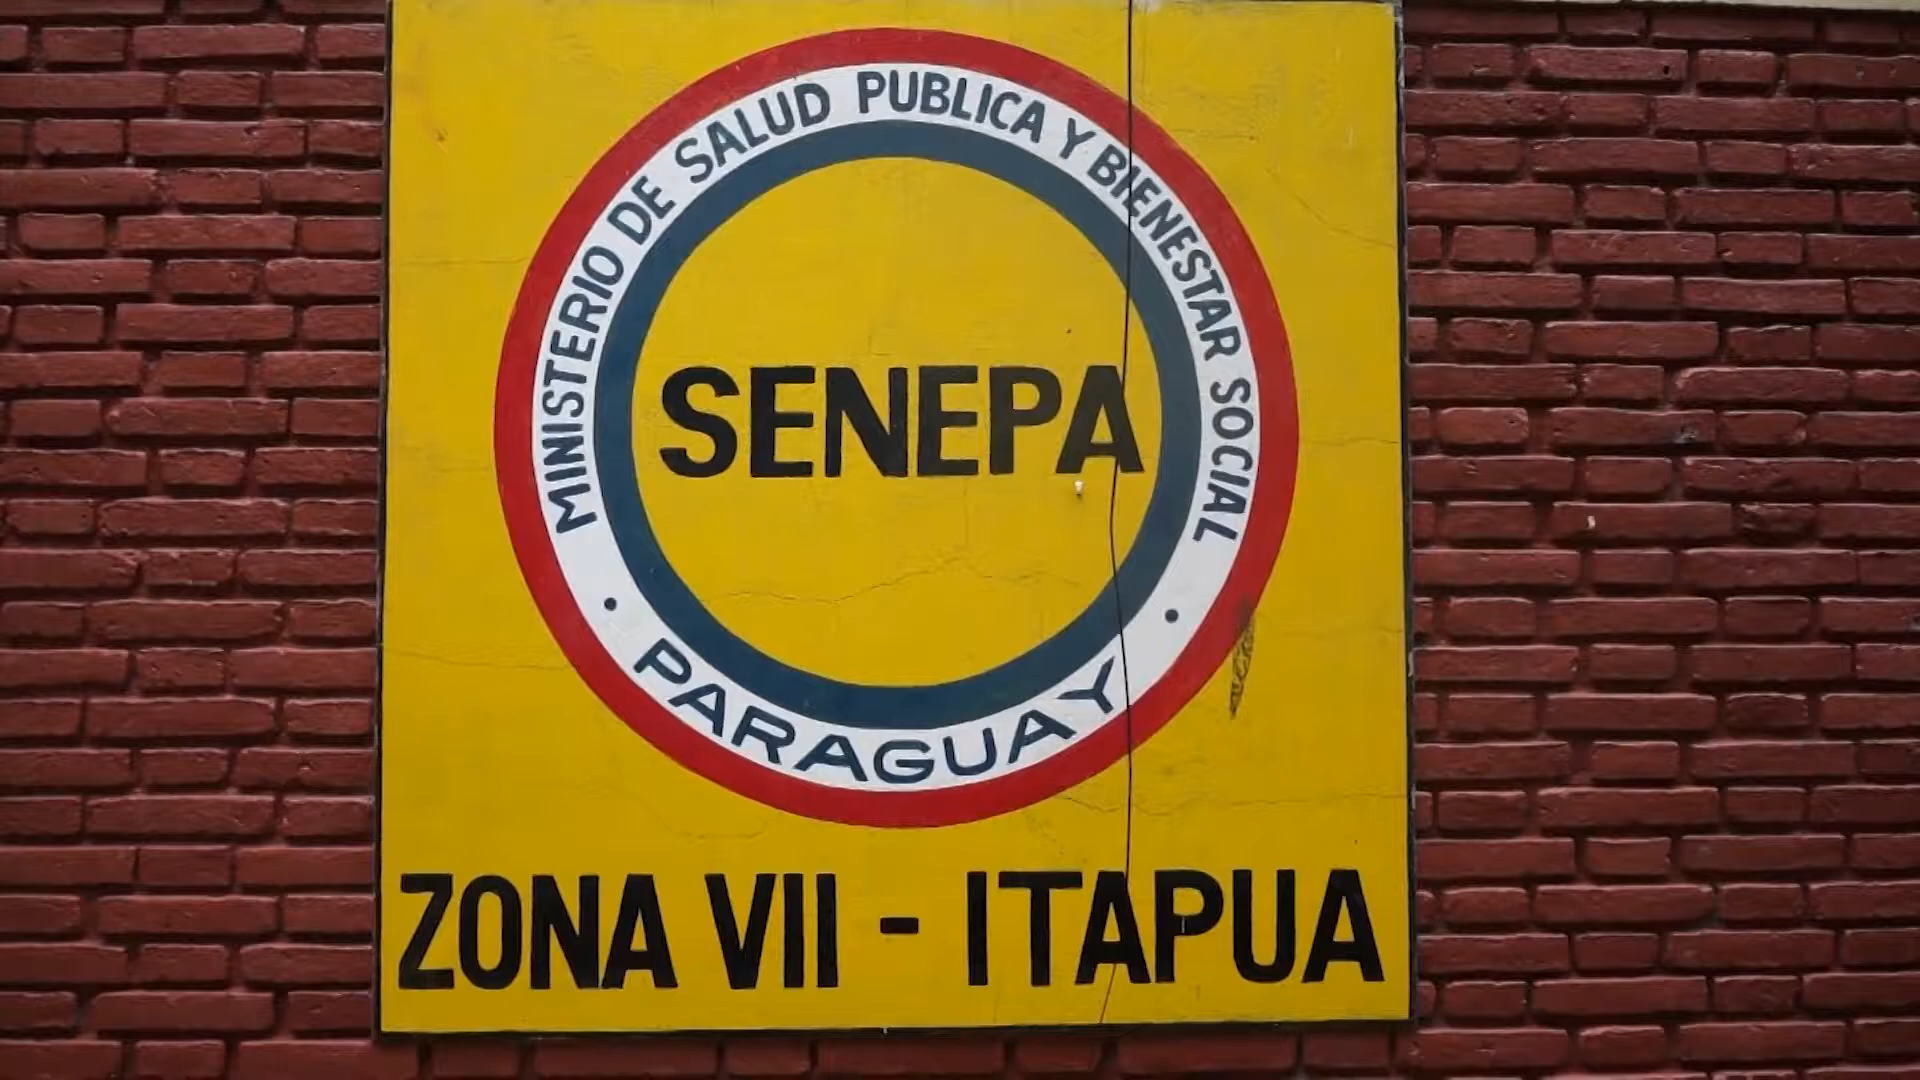 MINISTERIO DE SALUD PUBLICA Y BIENESTAR SOCIAL
SENEPA
• PARAGUAY •
ZONA VII - ITAPUA